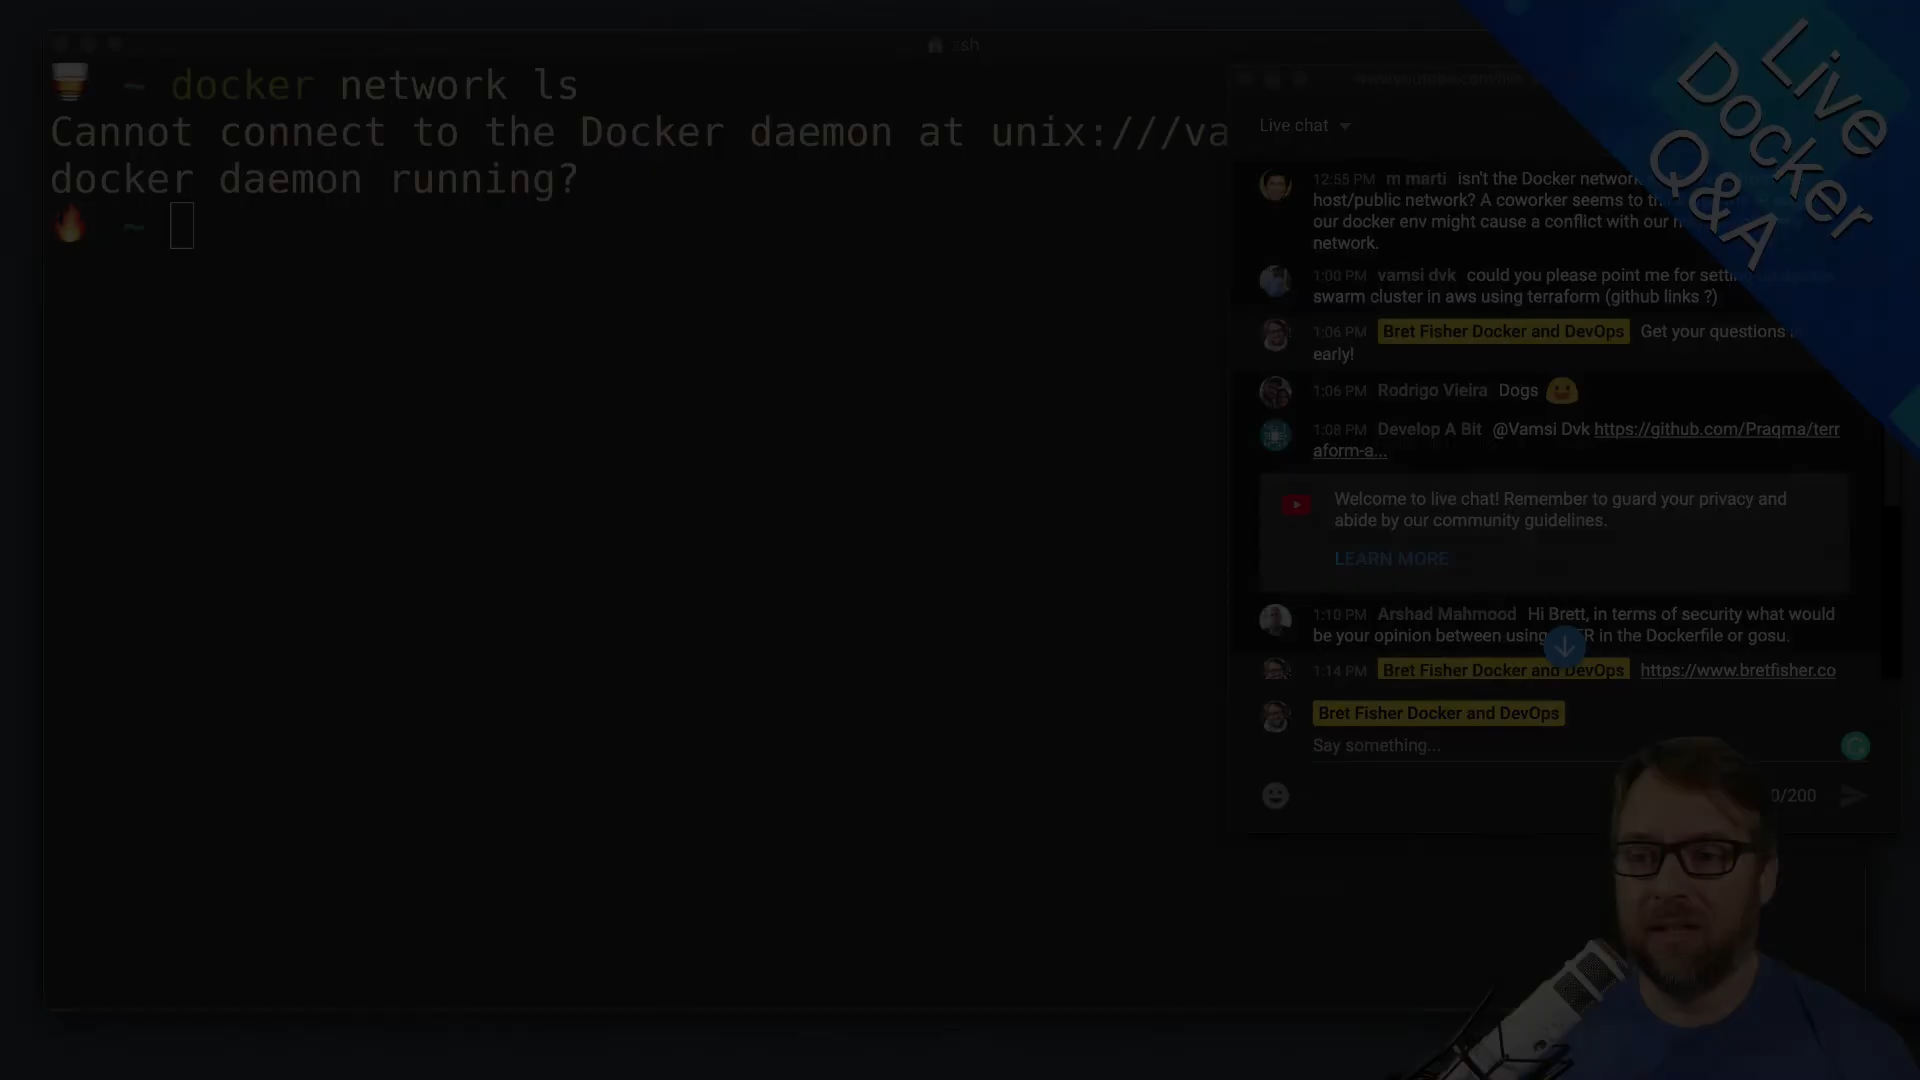 zsh
~ docker network ls
Cannot connect to the Docker daemon at unix:///va
docker daemon running?
~
Live chat
12:55 PM m marti isn't the Docker network
host/public network? A coworker seems to
our docker env might cause a conflict with our
network.
1:00 PM vamsi dvk could you please point me for
swarm cluster in aws using terraform (github links ?)
1:06 PM Bret Fisher Docker and DevOps Get your questions
early!
1:06 PM Rodrigo Vieira Dogs
1:08 PM Develop A Bit @Vamsi Dvk https://github.com/Praqma/terr
aform-a...
Welcome to live chat! Remember to guard your privacy and
abide by our community guidelines.
LEARN MORE
1:10 PM Arshad Mahmood Hi Brett, in terms of security what would
be your opinion between using in the Dockerfile or gosu.
1:14 PM Bret Fisher Docker and DevOps https://www.bretfisher.co
Bret Fisher Docker and DevOps
Say something...
0/200
Live
Docker
Q&A